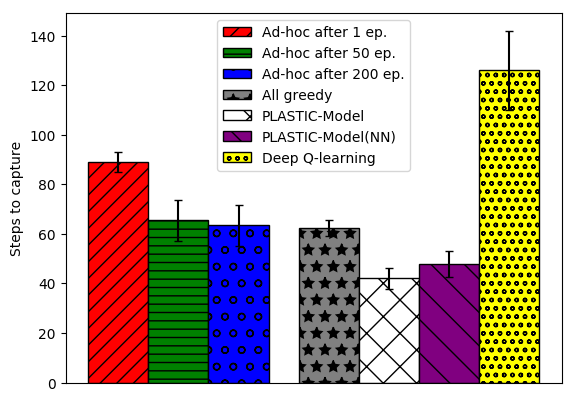 140
120
100
80
60
40
20
0
Steps to capture
Ad-hoc after 1 ep.
Ad-hoc after 50 ep.
Ad-hoc after 200 ep.
All greedy
PLASTIC-Model
PLASTIC-Model(NN)
Deep Q-learning